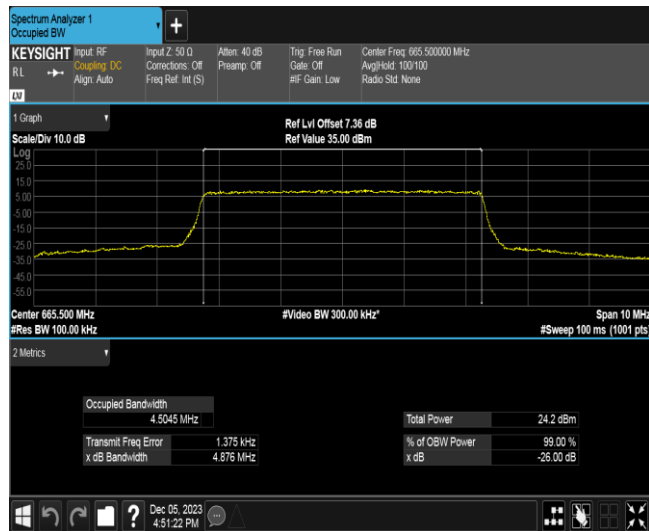 Spectrum Analyzer 1
Occupied BW
+
KEYSIGHT
RL
LXI
Input: RF
Coupling: DC
Align: Auto
Input Z: 50 Ω
Corrections: Off
Freq Ref: Int (S)
Atten: 40 dB
Preamp: Off
Trig: Free Run
Gate: Off
#IF Gain: Low
Center Freq: 665.500000 MHz
Avg|Hold: 100/100
Radio Std: None
1 Graph
Scale/Div 10.0 dB
Ref Lvl Offset 7.36 dB
Ref Value 35.00 dBm
Log
25.0
15.0
5.00
-5.00
-15.0
-25.0
-35.0
-45.0
-55.0
Center 665.500 MHz
#Res BW 100.00 kHz
#Video BW 300.00 kHz*
Span 10 MHz
#Sweep 100 ms (1001 pts)
2 Metrics
Occupied Bandwidth
4.5045 MHz
Transmit Freq Error 1.375 kHz
x dB Bandwidth 4.876 MHz
Total Power 24.2 dBm
% of OBW Power 99.00 %
x dB -26.00 dB
?
Dec 05, 2023
4:51:22 PM